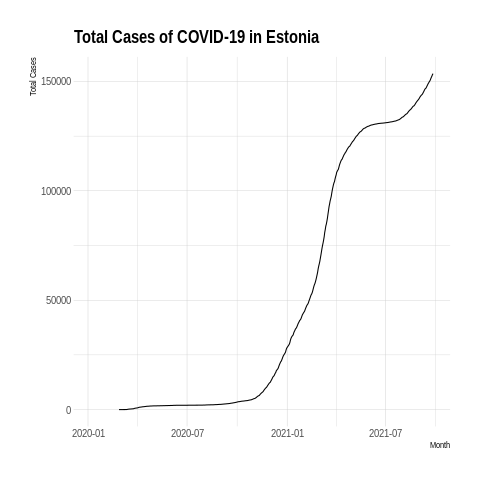 Total Cases of COVID-19 in Estonia
Total Cases
150000
100000
50000
0
2020-01 2020-07 2021-01 2021-07
Month